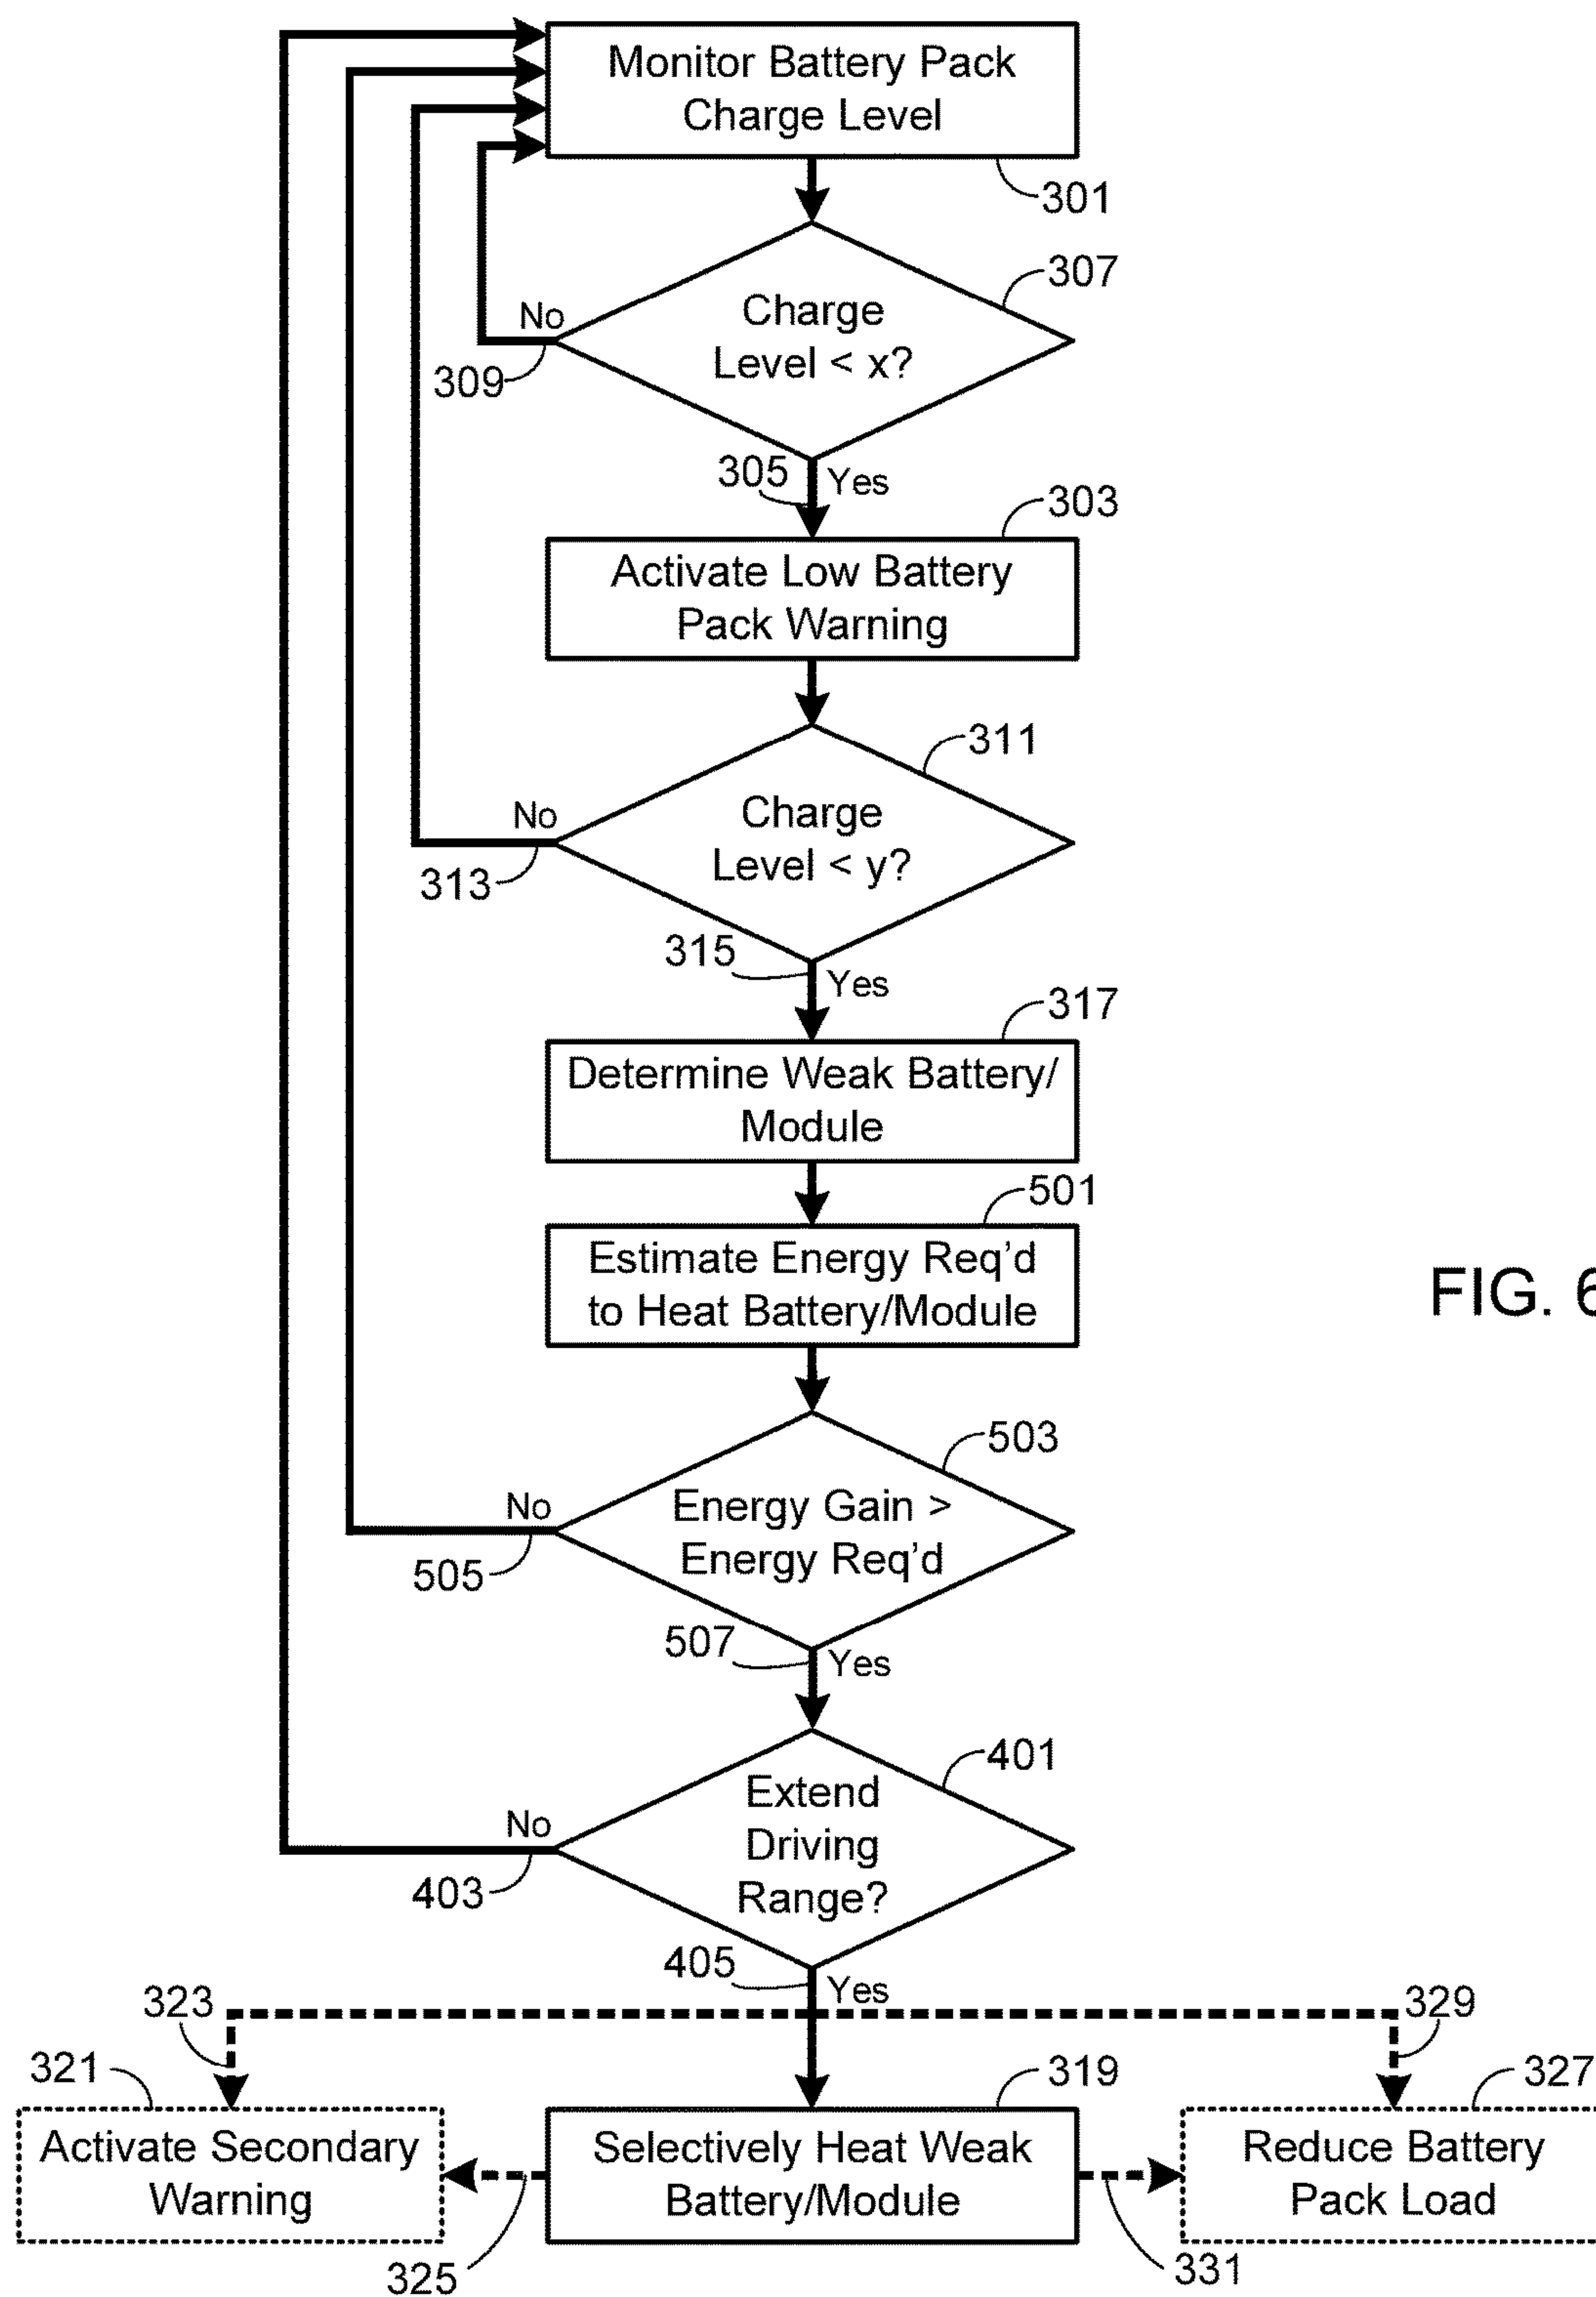 Monitor Battery Pack
Charge Level
301
307
Charge
Level < x?
No
309
305
Yes
303
Activate Low Battery
Pack Warning
311
Charge
Level < y?
No
313
315
Yes
317
Determine Weak Battery/
Module
501
Estimate Energy Req’d
to Heat Battery/Module
FIG. 6
503
Energy Gain >
Energy Req’d
No
505
507
Yes
401
Extend
Driving
Range?
No
403
405
Yes
323
329
321
319
327
Activate Secondary
Warning
Selectively Heat Weak
Battery/Module
Reduce Battery
Pack Load
325
331